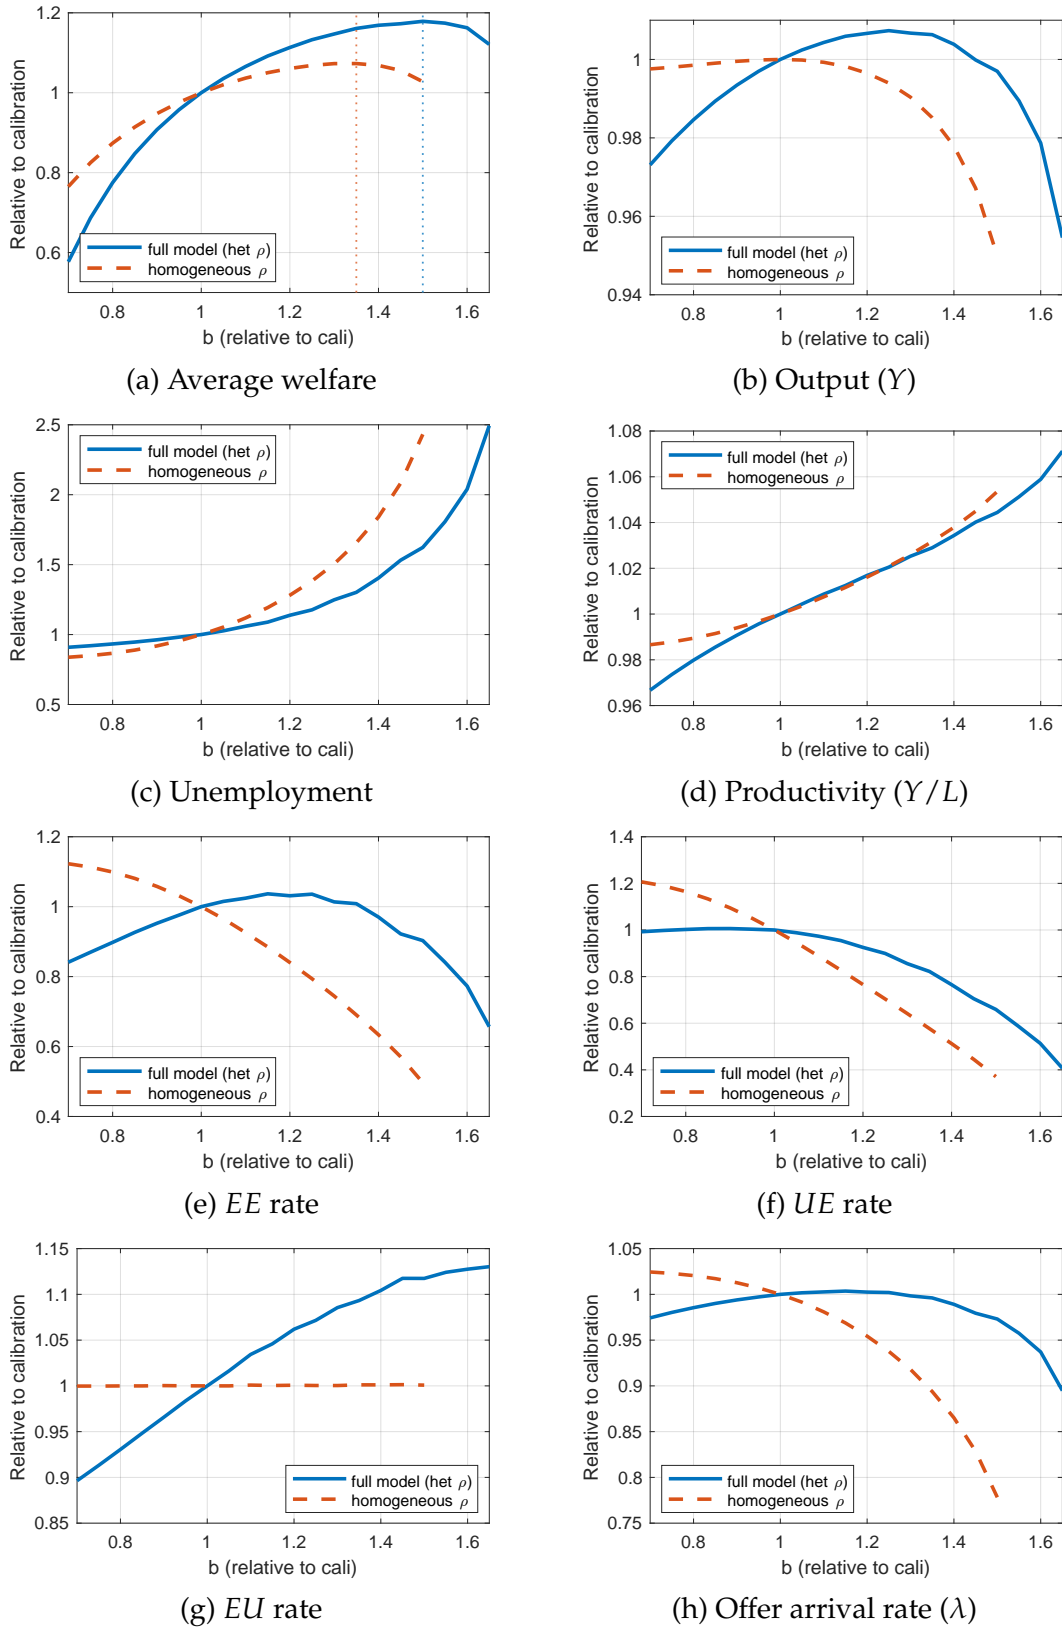 1.2
1
0.8
0.6
Relative to calibration
full model (het ρ)
homogeneous ρ
0.8 1 1.2 1.4 1.6
b (relative to cali)
(a) Average welfare
1
0.98
0.96
0.94
Relative to calibration
full model (het ρ)
homogeneous ρ
0.8 1 1.2 1.4 1.6
b (relative to cali)
(b) Output (Y)
2.5
2
1.5
1
0.5
Relative to calibration
full model (het ρ)
homogeneous ρ
0.8 1 1.2 1.4 1.6
b (relative to cali)
(c) Unemployment
1.08
1.06
1.04
1.02
1
0.98
0.96
Relative to calibration
full model (het ρ)
homogeneous ρ
0.8 1 1.2 1.4 1.6
b (relative to cali)
(d) Productivity (Y/L)
1.2
1
0.8
0.6
0.4
Relative to calibration
full model (het ρ)
homogeneous ρ
0.8 1 1.2 1.4 1.6
b (relative to cali)
(e) EE rate
1.4
1.2
1
0.8
0.6
0.4
0.2
Relative to calibration
full model (het ρ)
homogeneous ρ
0.8 1 1.2 1.4 1.6
b (relative to cali)
(f) UE rate
1.15
1.1
1.05
1
0.95
0.9
0.85
Relative to calibration
full model (het ρ)
homogeneous ρ
0.8 1 1.2 1.4 1.6
b (relative to cali)
(g) EU rate
1.05
1
0.95
0.9
0.85
0.8
0.75
Relative to calibration
full model (het ρ)
homogeneous ρ
0.8 1 1.2 1.4 1.6
b (relative to cali)
(h) Offer arrival rate (λ)